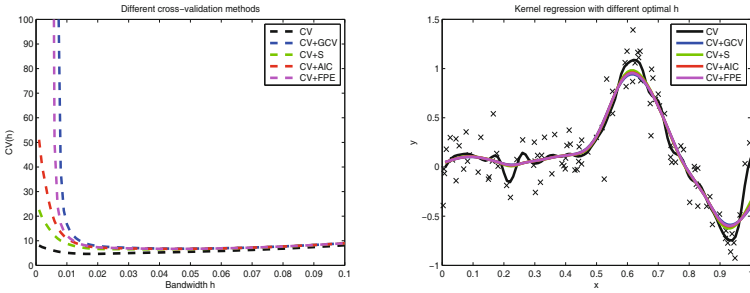 Different cross-validation methods
100
90
80
70
60
50
40
30
20
10
0
CV(h)
CV
CV+GCV
CV+S
CV+AIC
CV+FPE
0
0.01
0.02
0.03
0.04
0.05
0.06
0.07
0.08
0.09
0.1
Bandwidth h
Kernel regression with different optimal h
1.5
1
0.5
0
−0.5
−1
y
CV
CV+GCV
CV+S
CV+AIC
CV+FPE
0
0.1
0.2
0.3
0.4
0.5
0.6
0.7
0.8
0.9
1
x